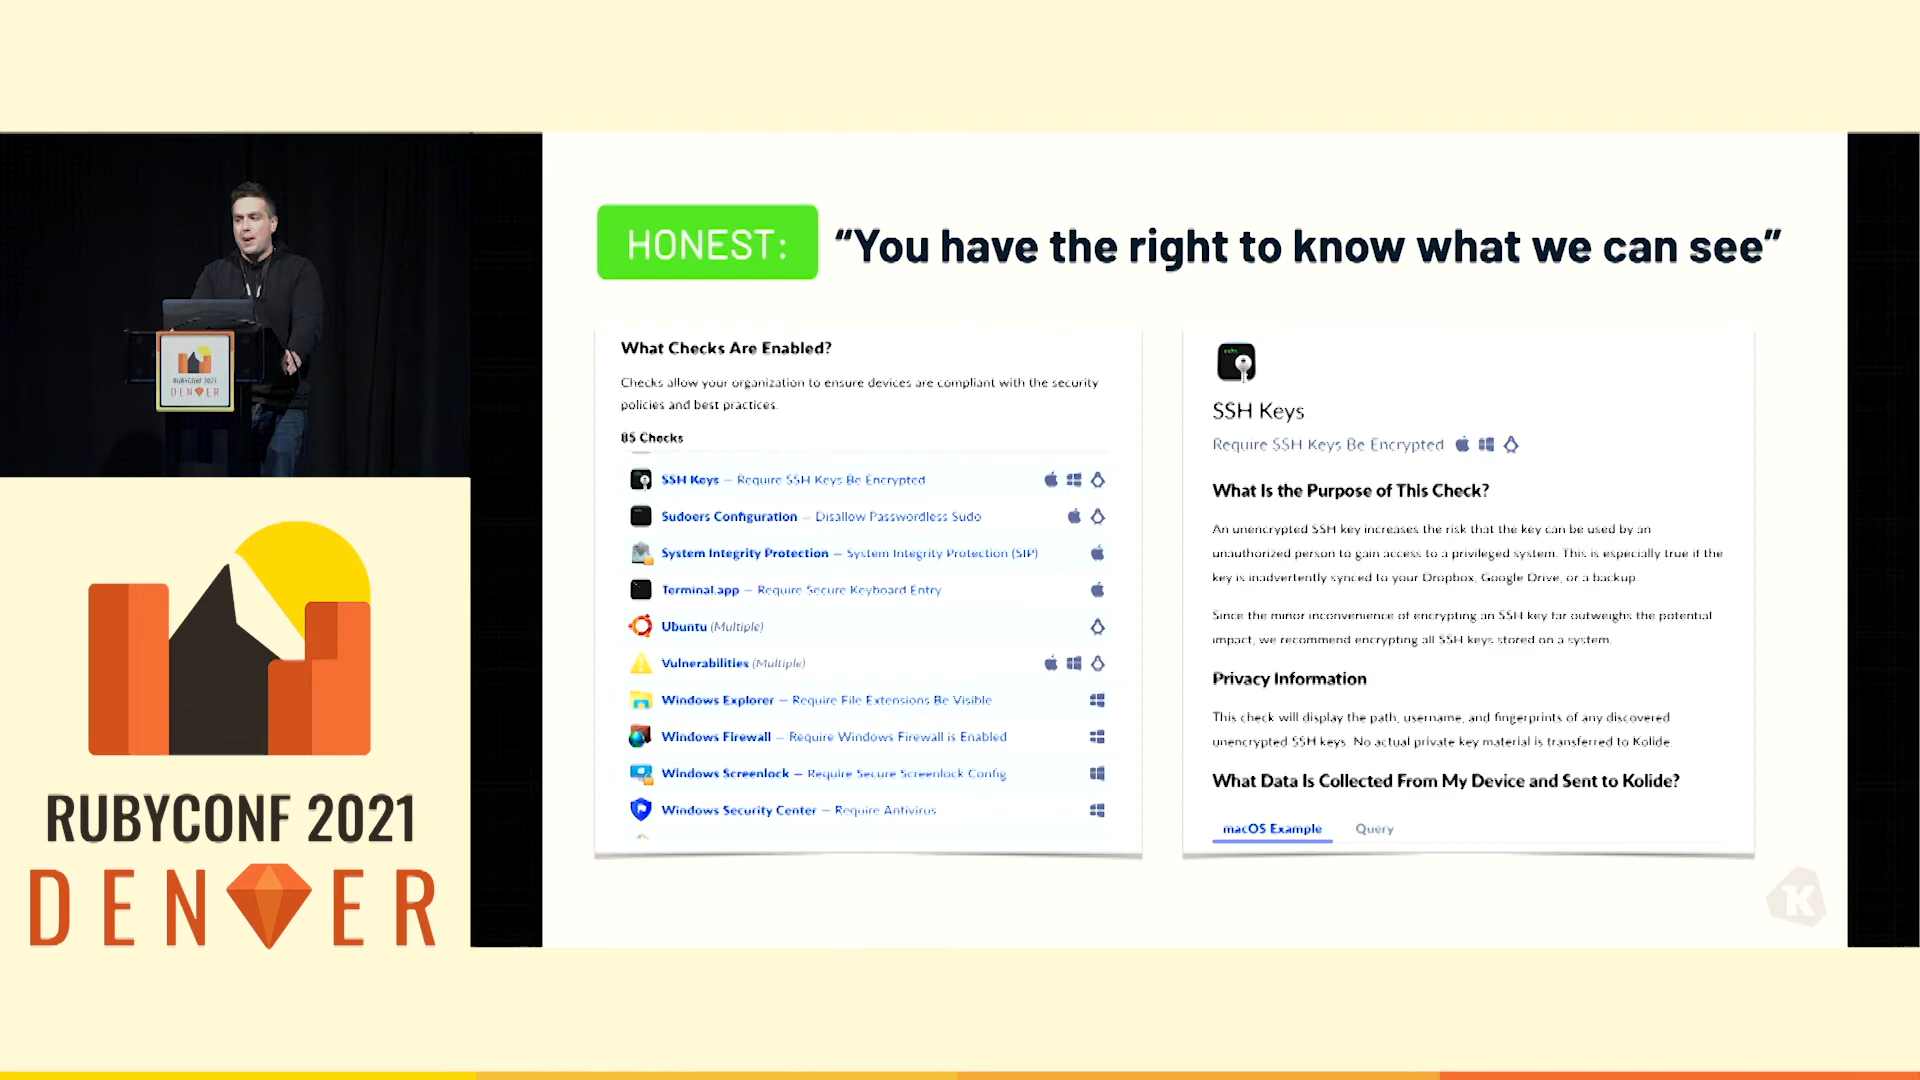 HONEST: “You have the right to know what we can see”
What Checks Are Enabled?
Checks allow your organization to ensure devices are compliant with the security
policies and best practices.
85 Checks
SSH Keys – Require SSH Keys Be Encrypted
Sudoers Configuration – Disallow Passwordless Sudo
System Integrity Protection – System Integrity Protection (SIP)
Terminal.app – Require Secure Keyboard Entry
Ubuntu (Multiple)
Vulnerabilities (Multiple)
Windows Explorer – Require File Extensions Be Visible
Windows Firewall – Require Windows Firewall is Enabled
Windows Screenlock – Require Secure Screenlock Config
Windows Security Center – Require Antivirus
SSH Keys
Require SSH Keys Be Encrypted
What Is the Purpose of This Check?
An unencrypted SSH key increases the risk that the key can be used by an
unauthorized person to gain access to a privileged system. This is especially true if the
key is inadvertently synced to your Dropbox, Google Drive, or a backup.
Since the minor inconvenience of encrypting an SSH key far outweighs the potential
impact, we recommend encrypting all SSH keys stored on a system.
Privacy Information
This check will display the path, username, and fingerprints of any discovered
unencrypted SSH keys. No actual private key material is transferred to Kolide.
What Data Is Collected From My Device and Sent to Kolide?
macOS Example Query
K
RUBYCONF 2021
DENVER
RUBYCONF 2021
DENVER